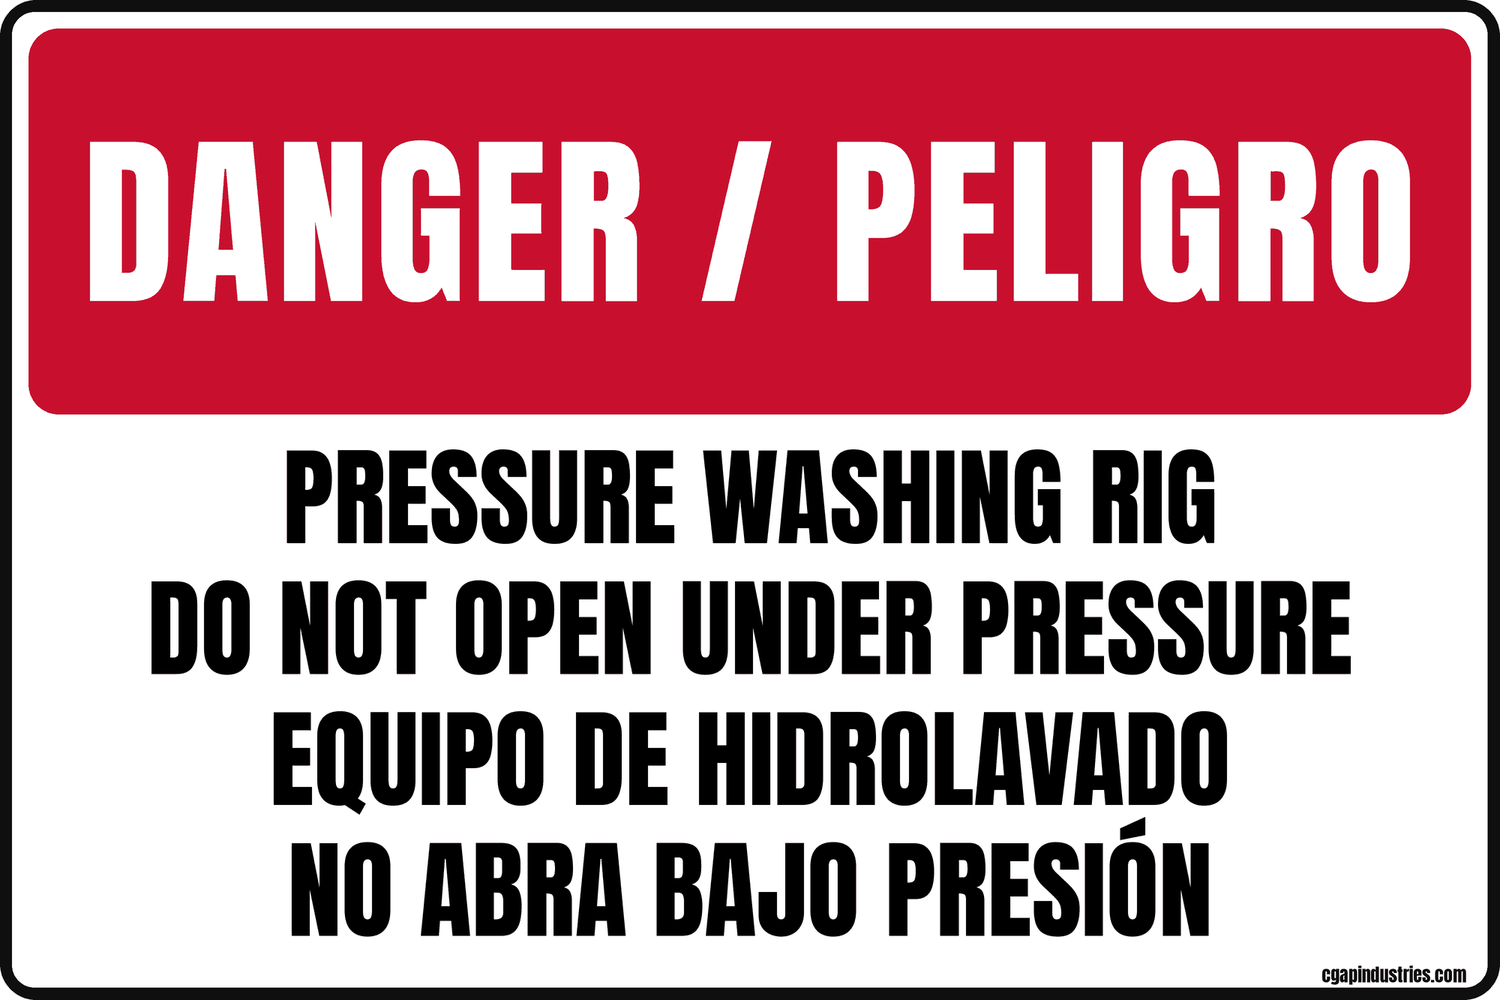 DANGER / PELIGRO
PRESSURE WASHING RIG
DO NOT OPEN UNDER PRESSURE
EQUIPO DE HIDROLAVADO
NO ABRA BAJO PRESIÓN
cgapindustries.com